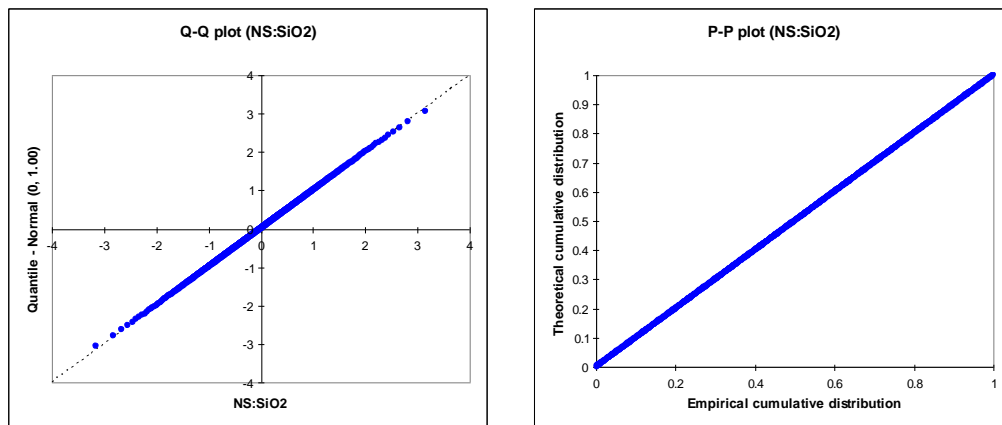 Q-Q plot (NS:SiO2)
4
3
2
1
0
-4 -3 -2 -1 0 1 2 3 4
-1
-2
-3
-4
Quantile - Normal (0, 1.00)
NS:SiO2
P-P plot (NS:SiO2)
1
0.9
0.8
0.7
0.6
0.5
0.4
0.3
0.2
0.1
0
0 0.2 0.4 0.6 0.8 1
Theoretical cumulative distribution
Empirical cumulative distribution